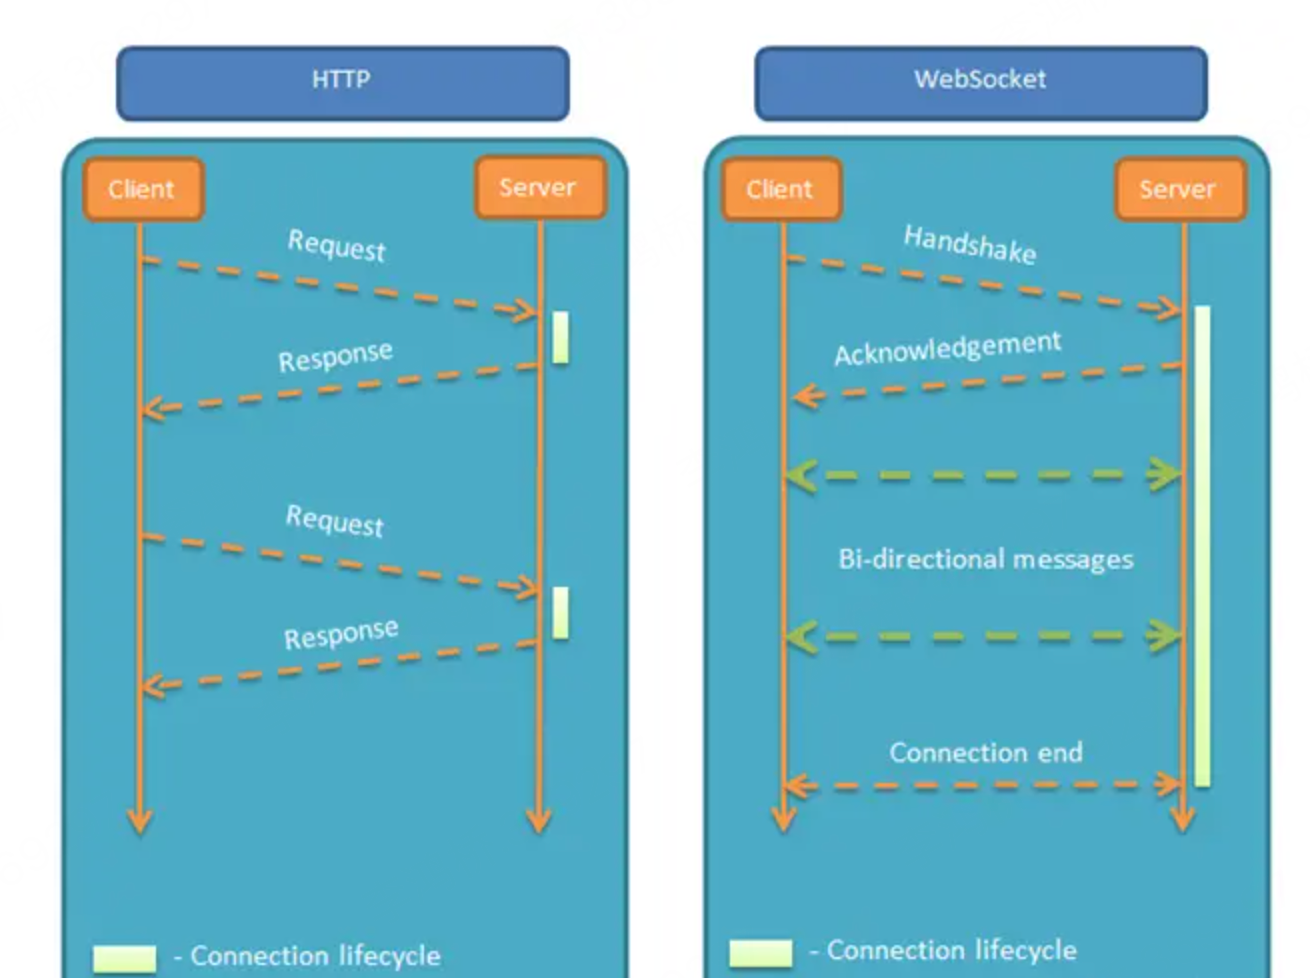 HTTP
Client
Server
Request
Response
Request
Response
- Connection lifecycle
WebSocket
Client
Server
Handshake
Acknowledgement
Bi-directional messages
Connection end
- Connection lifecycle